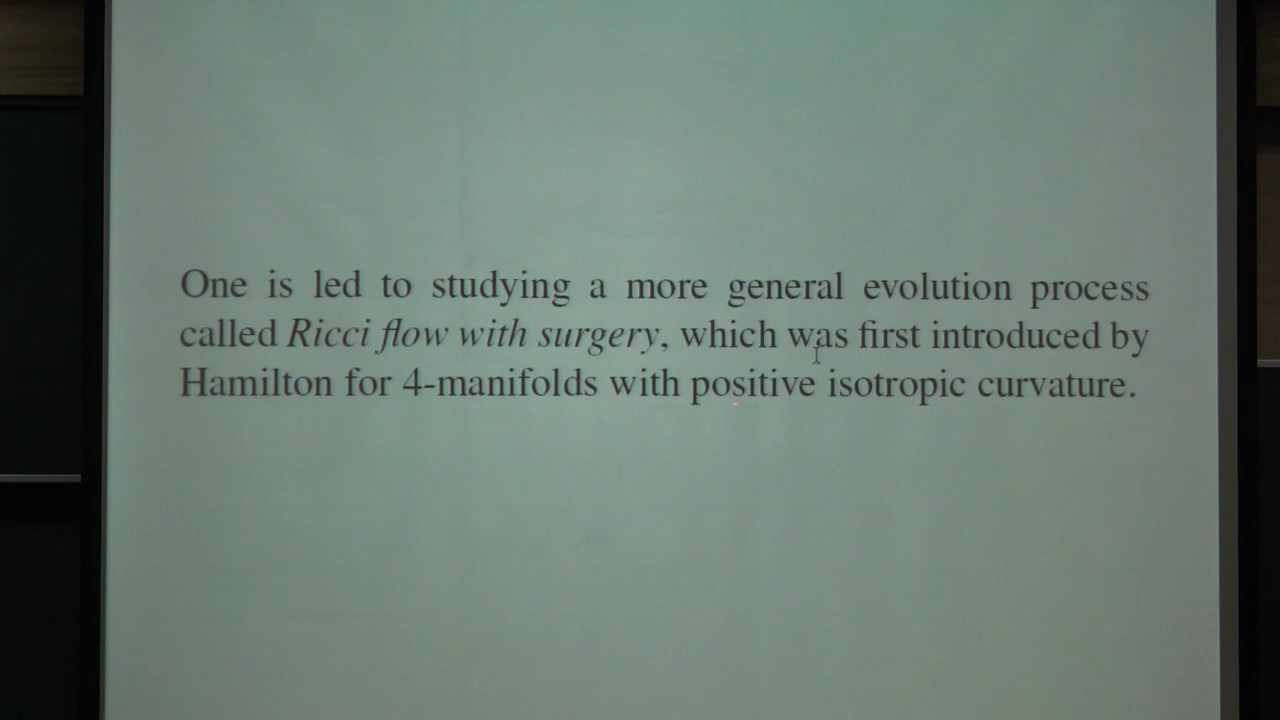 One is led to studying a more general evolution process
called Ricci flow with surgery, which was first introduced by
Hamilton for 4-manifolds with positive isotropic curvature.